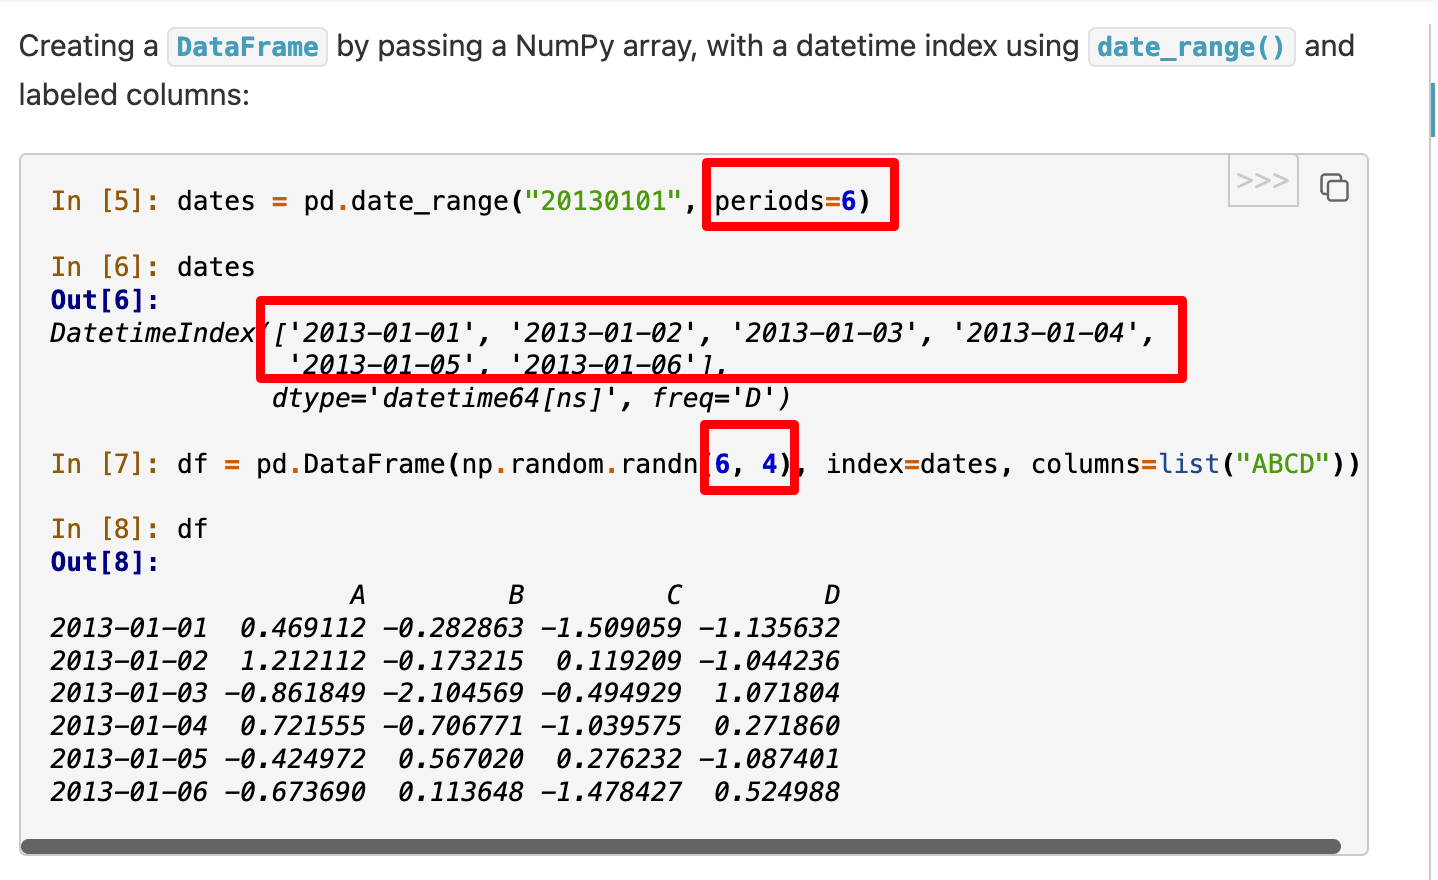 Creating a DataFrame by passing a NumPy array, with a datetime index using date_range() and
labeled columns:
>>>
In [5]: dates = pd.date_range("20130101", periods=6)
In [6]: dates
Out[6]:
DatetimeIndex(['2013-01-01', '2013-01-02', '2013-01-03', '2013-01-04',
'2013-01-05', '2013-01-06'],
dtype='datetime64[ns]', freq='D')
In [7]: df = pd.DataFrame(np.random.randn(6, 4), index=dates, columns=list("ABCD"))
In [8]: df
Out[8]:
A B C D
2013-01-01 0.469112 -0.282863 -1.509059 -1.135632
2013-01-02 1.212112 -0.173215 0.119209 -1.044236
2013-01-03 -0.861849 -2.104569 -0.494929 1.071804
2013-01-04 0.721555 -0.706771 -1.039575 0.271860
2013-01-05 -0.424972 0.567020 0.276232 -1.087401
2013-01-06 -0.673690 0.113648 -1.478427 0.524988